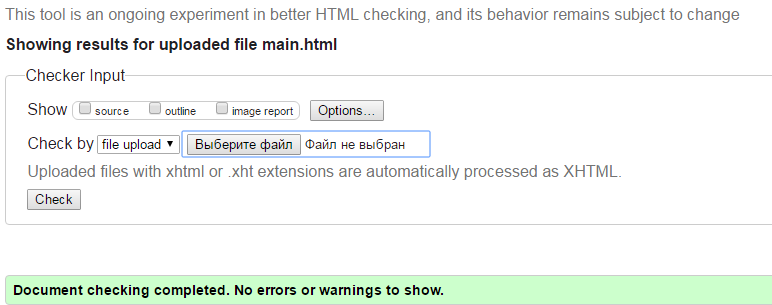 This tool is an ongoing experiment in better HTML checking, and its behavior remains subject to change
Showing results for uploaded file main.html
Checker Input
Show source outline image report Options...
Check by file upload Выберите файл Файл не выбран
Uploaded files with xhtml or .xht extensions are automatically processed as XHTML.
Check
Document checking completed. No errors or warnings to show.